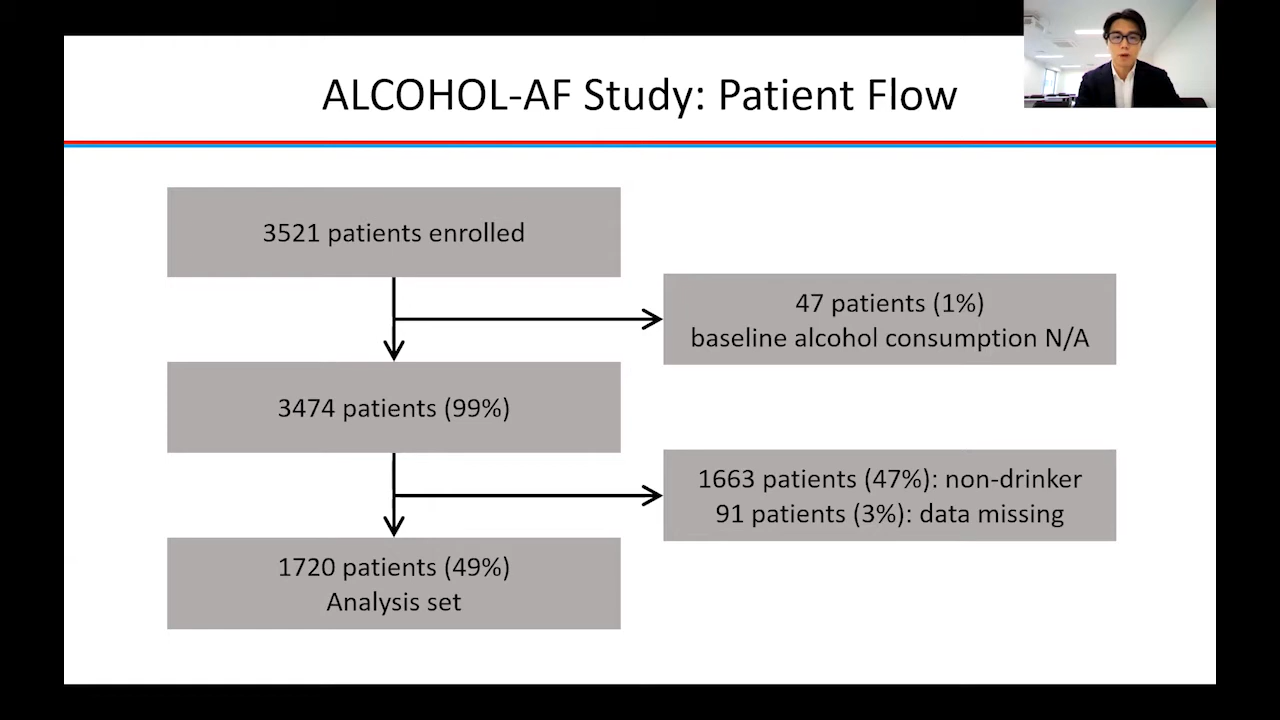 ALCOHOL-AF Study: Patient Flow
3521 patients enrolled
47 patients (1%)
baseline alcohol consumption N/A
3474 patients (99%)
1663 patients (47%): non-drinker
91 patients (3%): data missing
1720 patients (49%)
Analysis set